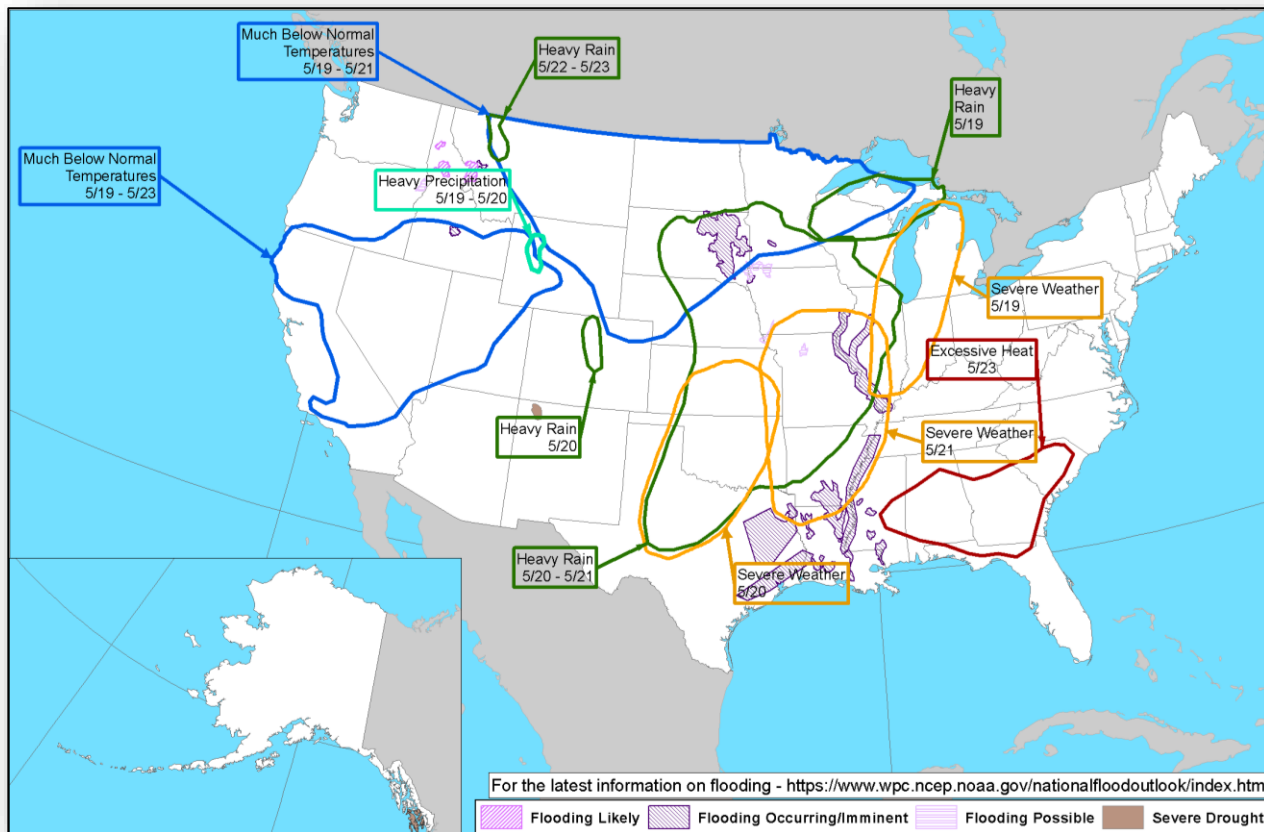 Much Below Normal
Temperatures
5/19 - 5/21
Heavy Rain
5/22 - 5/23
Heavy
Rain
5/19
Much Below Normal
Temperatures
5/19 - 5/23
Heavy Precipitation
5/19 - 5/20
Severe Weather
5/19
Excessive Heat
5/23
Heavy Rain
5/20
Severe Weather
5/21
Heavy Rain
5/20 - 5/21
Severe Weather
5/20
For the latest information on flooding - https://www.wpc.ncep.noaa.gov/nationalfloodoutlook/index.htm
Flooding Likely Flooding Occurring/Imminent Flooding Possible Severe Drought